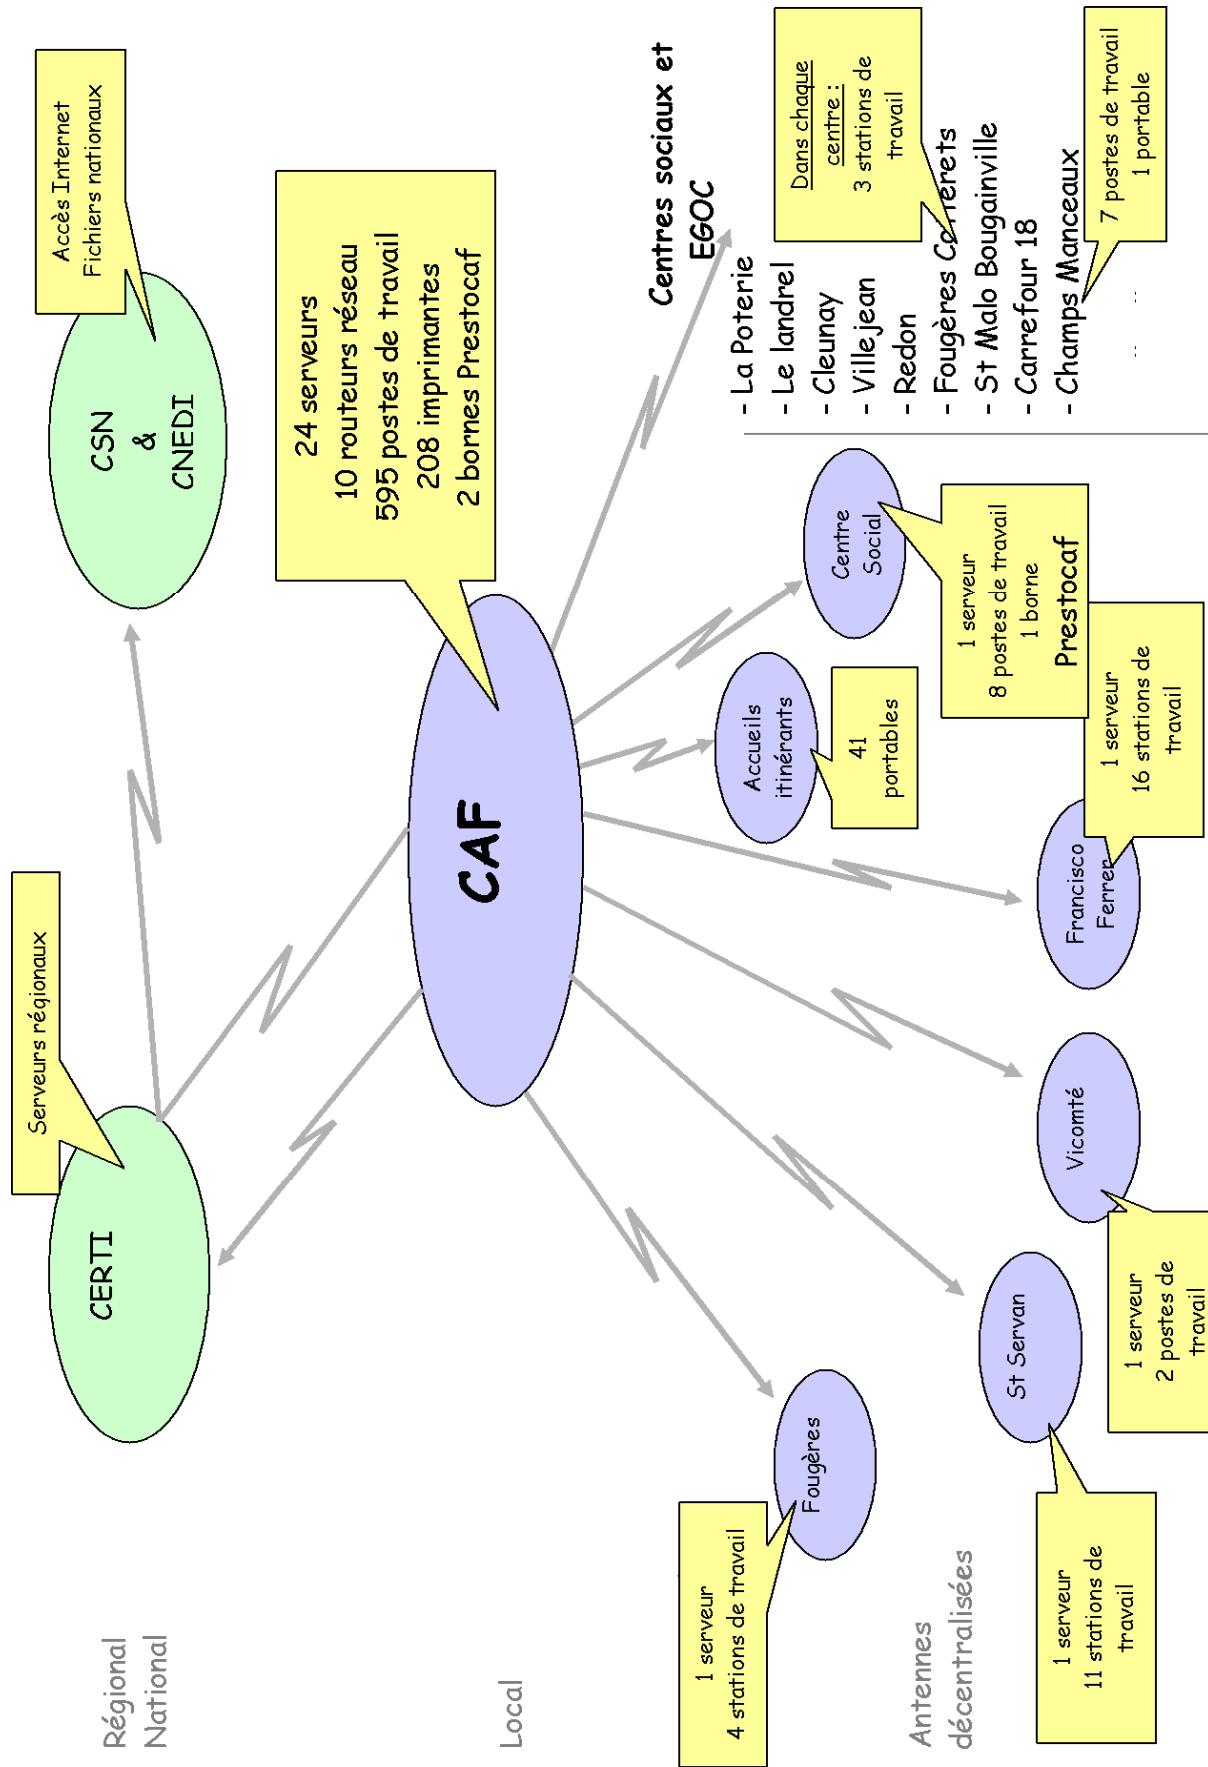 Régional
National
CERTI
Serveurs régionaux
CSN
&
CNEDI
Accès Internet
Fichiers nationaux
Local
CAF
24 serveurs
10 routeurs réseau
595 postes de travail
208 imprimantes
2 bornes Prestocaf
Antennes
décentralisées
1 serveur
4 stations de travail
Fougères
1 serveur
11 stations de
travail
St Servan
1 serveur
2 postes de
travail
Vicomté
Francisco
Ferrer
1 serveur
16 stations de
travail
Accueils
itinérants
41
portables
Centre
Social
1 serveur
8 postes de travail
1 borne
Prestocaf
Centres sociaux et
EGOC
- La Poterie
- Le landrel
- Cleunay
- Villejean
- Redon
- Fougères
- St Malo Bougainville
- Carrefour 18
- Champs Manceaux
Dans chaque
centre :
3 stations de
travail
7 postes de travail
1 portable